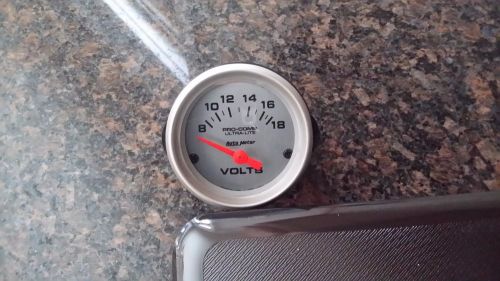 8 10 12 14 16 18
PRO-COMP
ULTRA-LITE
Auto Meter
VOLTS